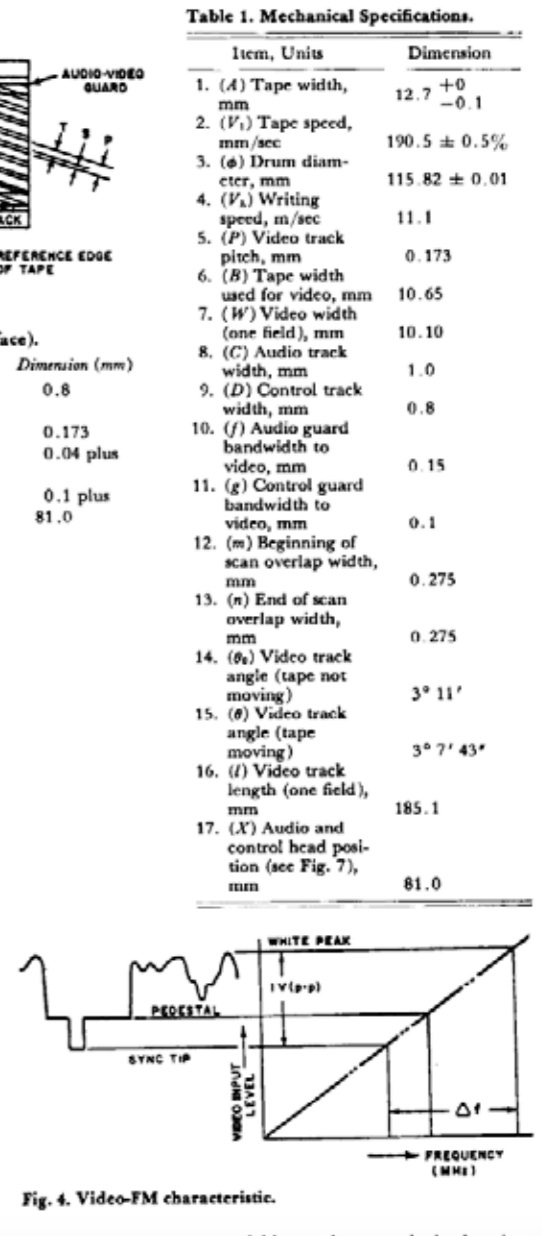 Table 1. Mechanical Specifications.
Item, Units Dimension
1. (A) Tape width, mm 12.7 +0 −0.1
2. (V₁) Tape speed, mm/sec 190.5 ± 0.5%
3. (ϕ) Drum diam-
eter, mm 115.82 ± 0.01
4. (Vₕ) Writing
speed, m/sec 11.1
5. (P) Video track
pitch, mm 0.173
6. (B) Tape width
used for video, mm 10.65
7. (W) Video width
(one field), mm 10.10
8. (C) Audio track
width, mm 1.0
9. (D) Control track
width, mm 0.8
10. (f) Audio guard
bandwidth to
video, mm 0.15
11. (g) Control guard
bandwidth to
video, mm 0.1
12. (m) Beginning of
scan overlap width,
mm 0.275
13. (n) End of scan
overlap width,
mm 0.275
14. (θ₀) Video track
angle (tape not
moving) 3° 11′
15. (θ) Video track
angle (tape
moving) 3° 7′ 43″
16. (l) Video track
length (one field),
mm 185.1
17. (X) Audio and
control head posi-
tion (see Fig. 7),
mm 81.0
AUDIO-VIDEO
GUARD
T S P
ACK
REFERENCE EDGE
OF TAPE
face).
Dimension (mm)
0.8
0.173
0.04 plus
0.1 plus
81.0
WHITE PEAK
1 V (p-p)
PEDESTAL
SYNC TIP
VIDEO INPUT
LEVEL
Δf
FREQUENCY
(MHz)
Fig. 4. Video-FM characteristic.